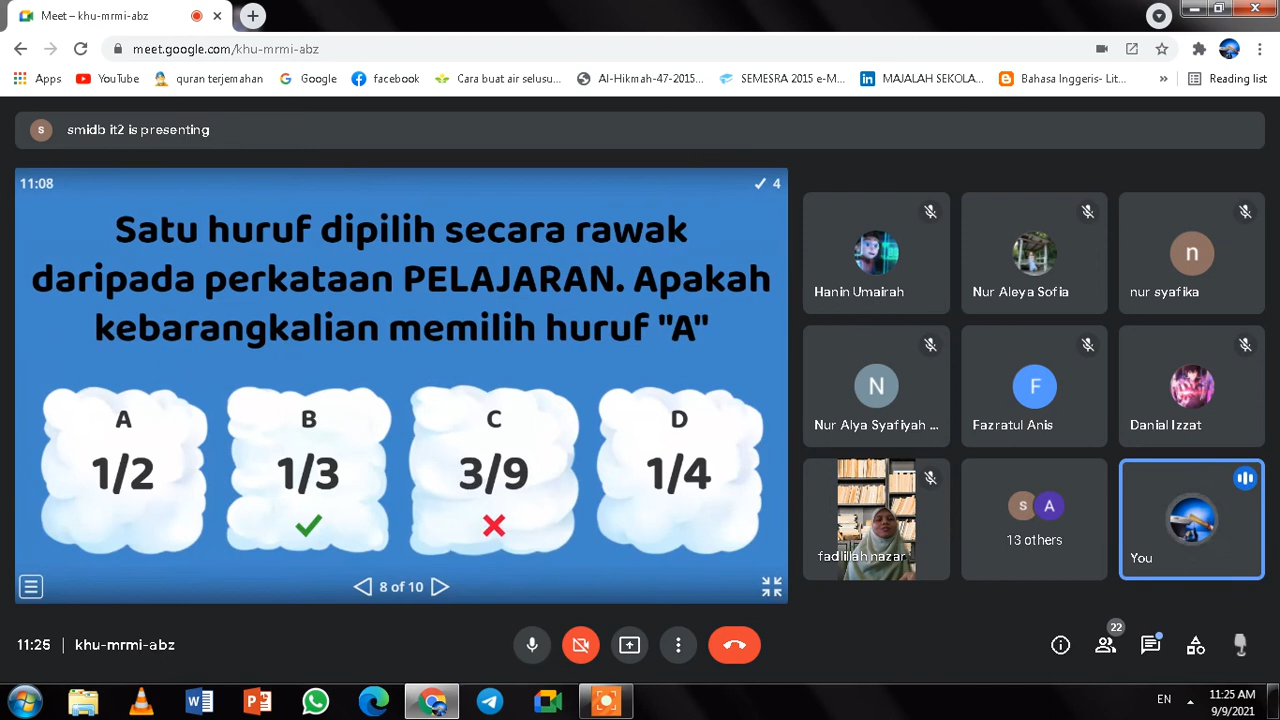 Meet – khu-mrmi-abz
meet.google.com/khu-mrmi-abz
Apps YouTube quran terjemahan Google facebook Cara buat air selusu... Al-Hikmah-47-2015... SEMESRA 2015 e-M... MAJALAH SEKOLA... Bahasa Inggeris- Lit... » Reading list
s smidb it2 is presenting
11:08 ✓ 4
Satu huruf dipilih secara rawak
daripada perkataan PELAJARAN. Apakah
kebarangkalian memilih huruf "A"
A B C D
1/2 1/3 3/9 1/4
8 of 10
Hanin Umairah
Nur Aleya Sofia
n
nur syafika
N
Nur Alya Syafiyah ...
F
Fazratul Anis
Danial Izzat
fadlillah nazar
S A
13 others
You
11:25 | khu-mrmi-abz
22
EN
11:25 AM
9/9/2021